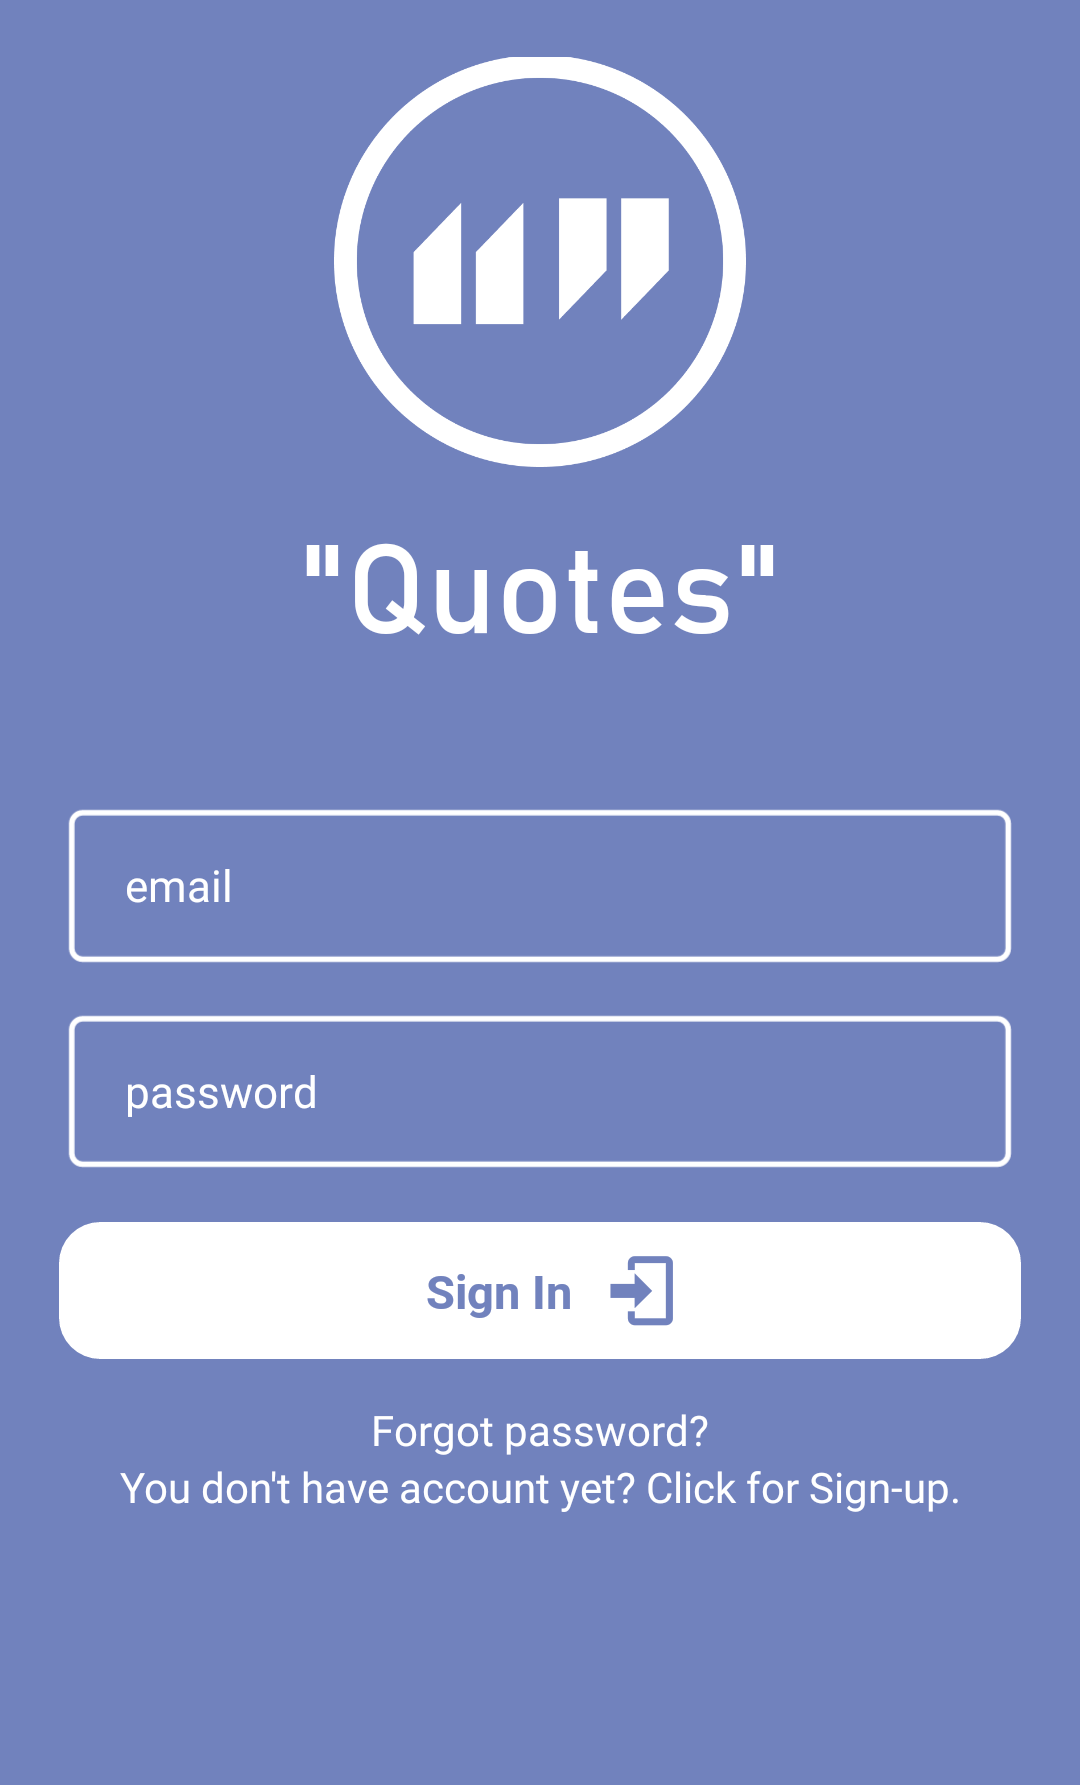 "Quotes"
email
password
Sign In
Forgot password?
You don't have account yet? Click for Sign-up.